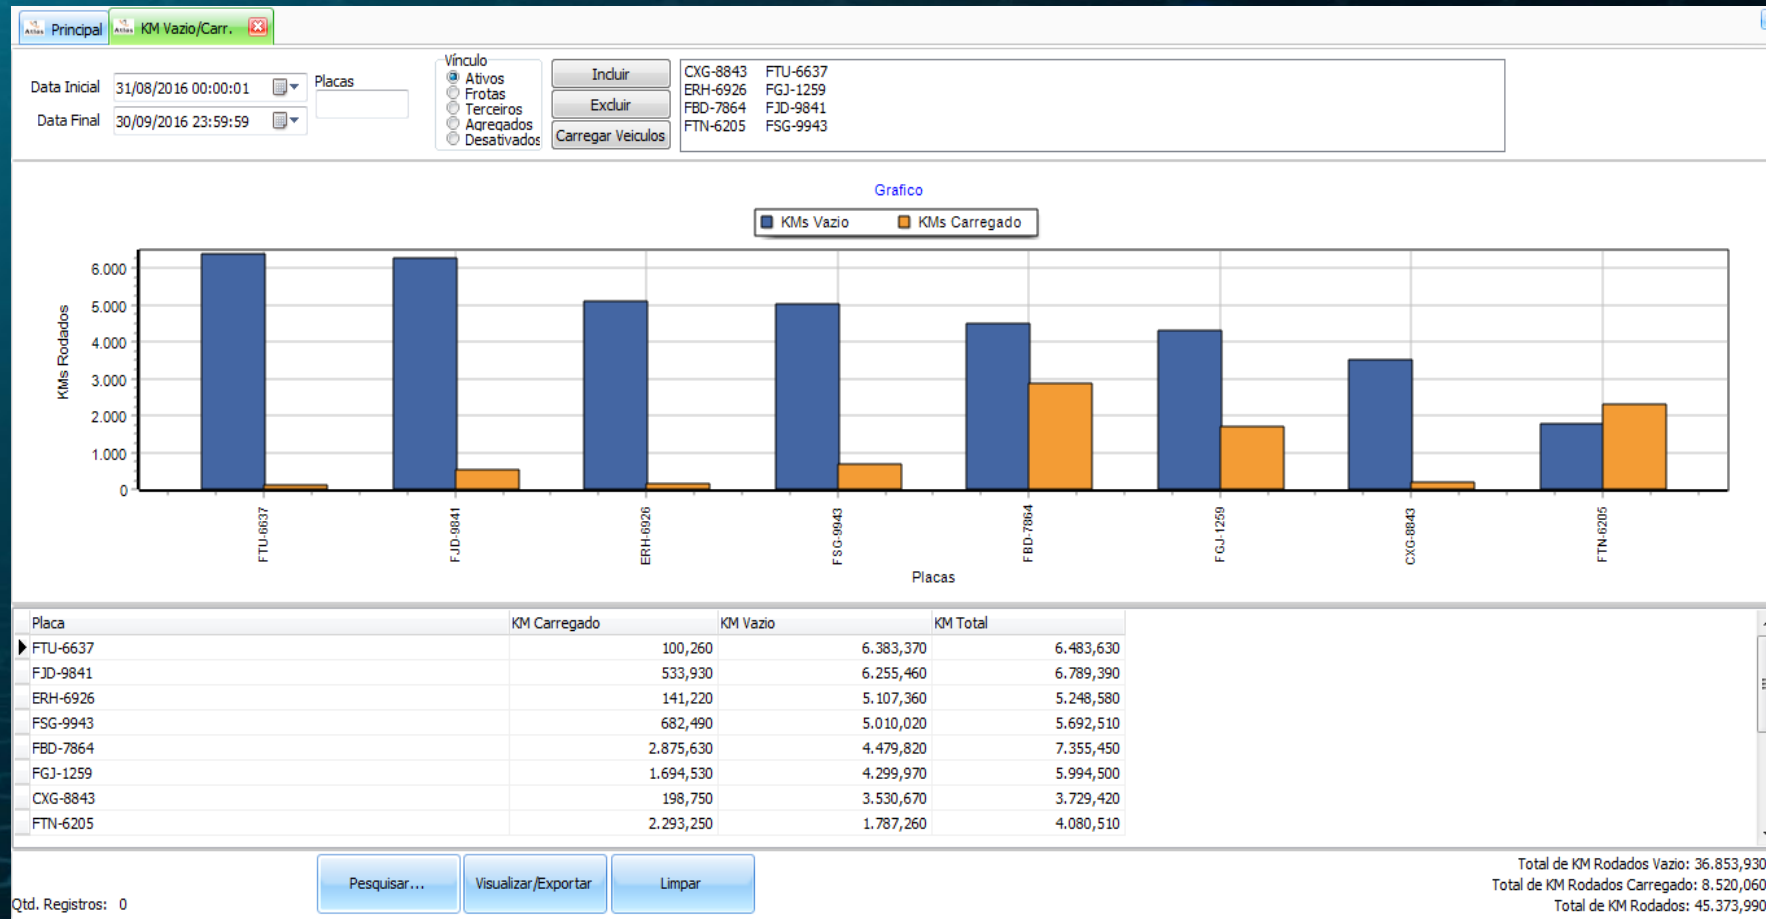 Principal KM Vazio/Carr.
Data Inicial 31/08/2016 00:00:01
Data Final 30/09/2016 23:59:59
Placas
Vínculo
Ativos
Frotas
Terceiros
Agregados
Desativados
Incluir
Excluir
Carregar Veiculos
CXG-8843 FTU-6637
ERH-6926 FGJ-1259
FBD-7864 FJD-9841
FTN-6205 FSG-9943
Grafico
KMs Vazio KMs Carregado
KMs Rodados
6.000
5.000
4.000
3.000
2.000
1.000
0
FTU-6637 FJD-9841 ERH-6926 FSG-9943 FBD-7864 FGJ-1259 CXG-8843 FTN-6205
Placas
Placa KM Carregado KM Vazio KM Total
FTU-6637 100,260 6.383,370 6.483,630
FJD-9841 533,930 6.255,460 6.789,390
ERH-6926 141,220 5.107,360 5.248,580
FSG-9943 682,490 5.010,020 5.692,510
FBD-7864 2.875,630 4.479,820 7.355,450
FGJ-1259 1.694,530 4.299,970 5.994,500
CXG-8843 198,750 3.530,670 3.729,420
FTN-6205 2.293,250 1.787,260 4.080,510
Pesquisar... Visualizar/Exportar Limpar
Qtd. Registros: 0
Total de KM Rodados Vazio: 36.853,930
Total de KM Rodados Carregado: 8.520,060
Total de KM Rodados: 45.373,990